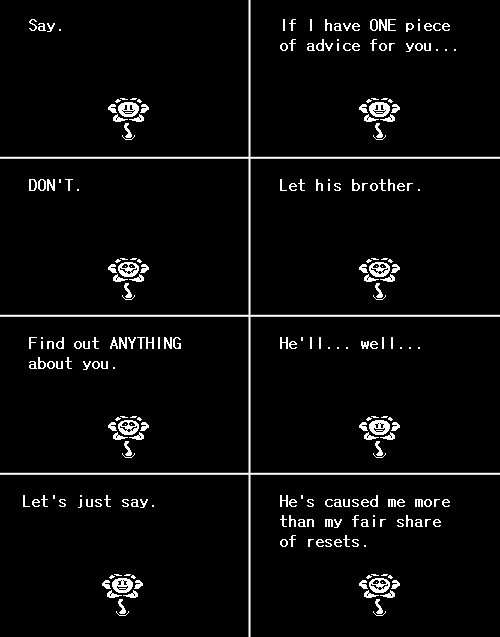 Say.
If I have ONE piece
of advice for you...
DON'T.
Let his brother.
Find out ANYTHING
about you.
He'll... well...
Let's just say.
He's caused me more
than my fair share
of resets.